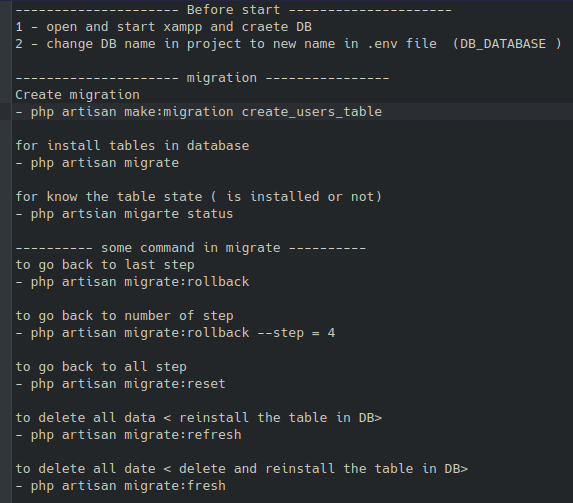 --------------------- Before start ---------------------
1 - open and start xampp and craete DB
2 - change DB name in project to new name in .env file  (DB_DATABASE )
--------------------- migration ----------------
Create migration
- php artisan make:migration create_users_table
for install tables in database
- php artisan migrate
for know the table state ( is installed or not)
- php artsian migarte status
---------- some command in migrate ----------
to go back to last step
- php artisan migrate:rollback
to go back to number of step
- php artisan migrate:rollback --step = 4
to go back to all step
- php artisan migrate:reset
to delete all data < reinstall the table in DB>
- php artisan migrate:refresh
to delete all date < delete and reinstall the table in DB>
- php artisan migrate:fresh